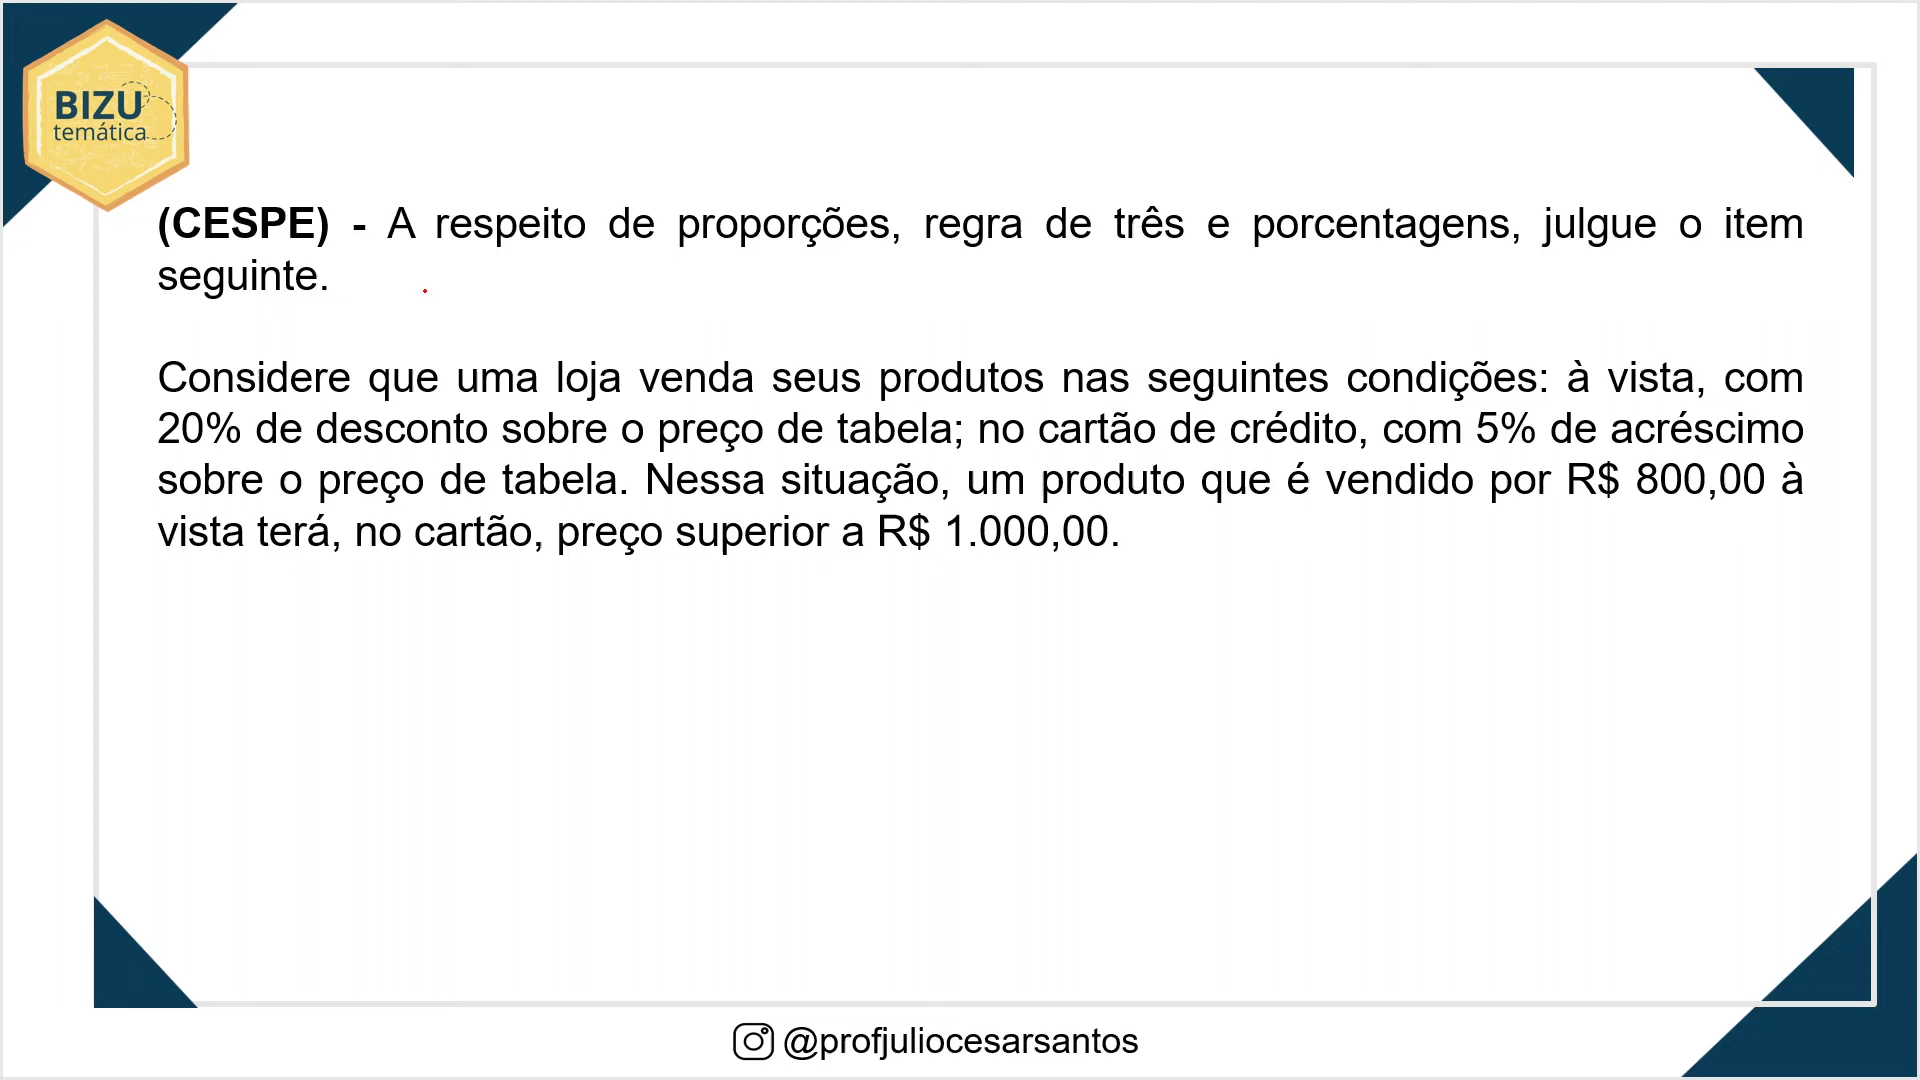 BIZU
temática
(CESPE) - A respeito de proporções, regra de três e porcentagens, julgue o item
seguinte.
Considere que uma loja venda seus produtos nas seguintes condições: à vista, com
20% de desconto sobre o preço de tabela; no cartão de crédito, com 5% de acréscimo
sobre o preço de tabela. Nessa situação, um produto que é vendido por R$ 800,00 à
vista terá, no cartão, preço superior a R$ 1.000,00.
@profjuliocesarsantos